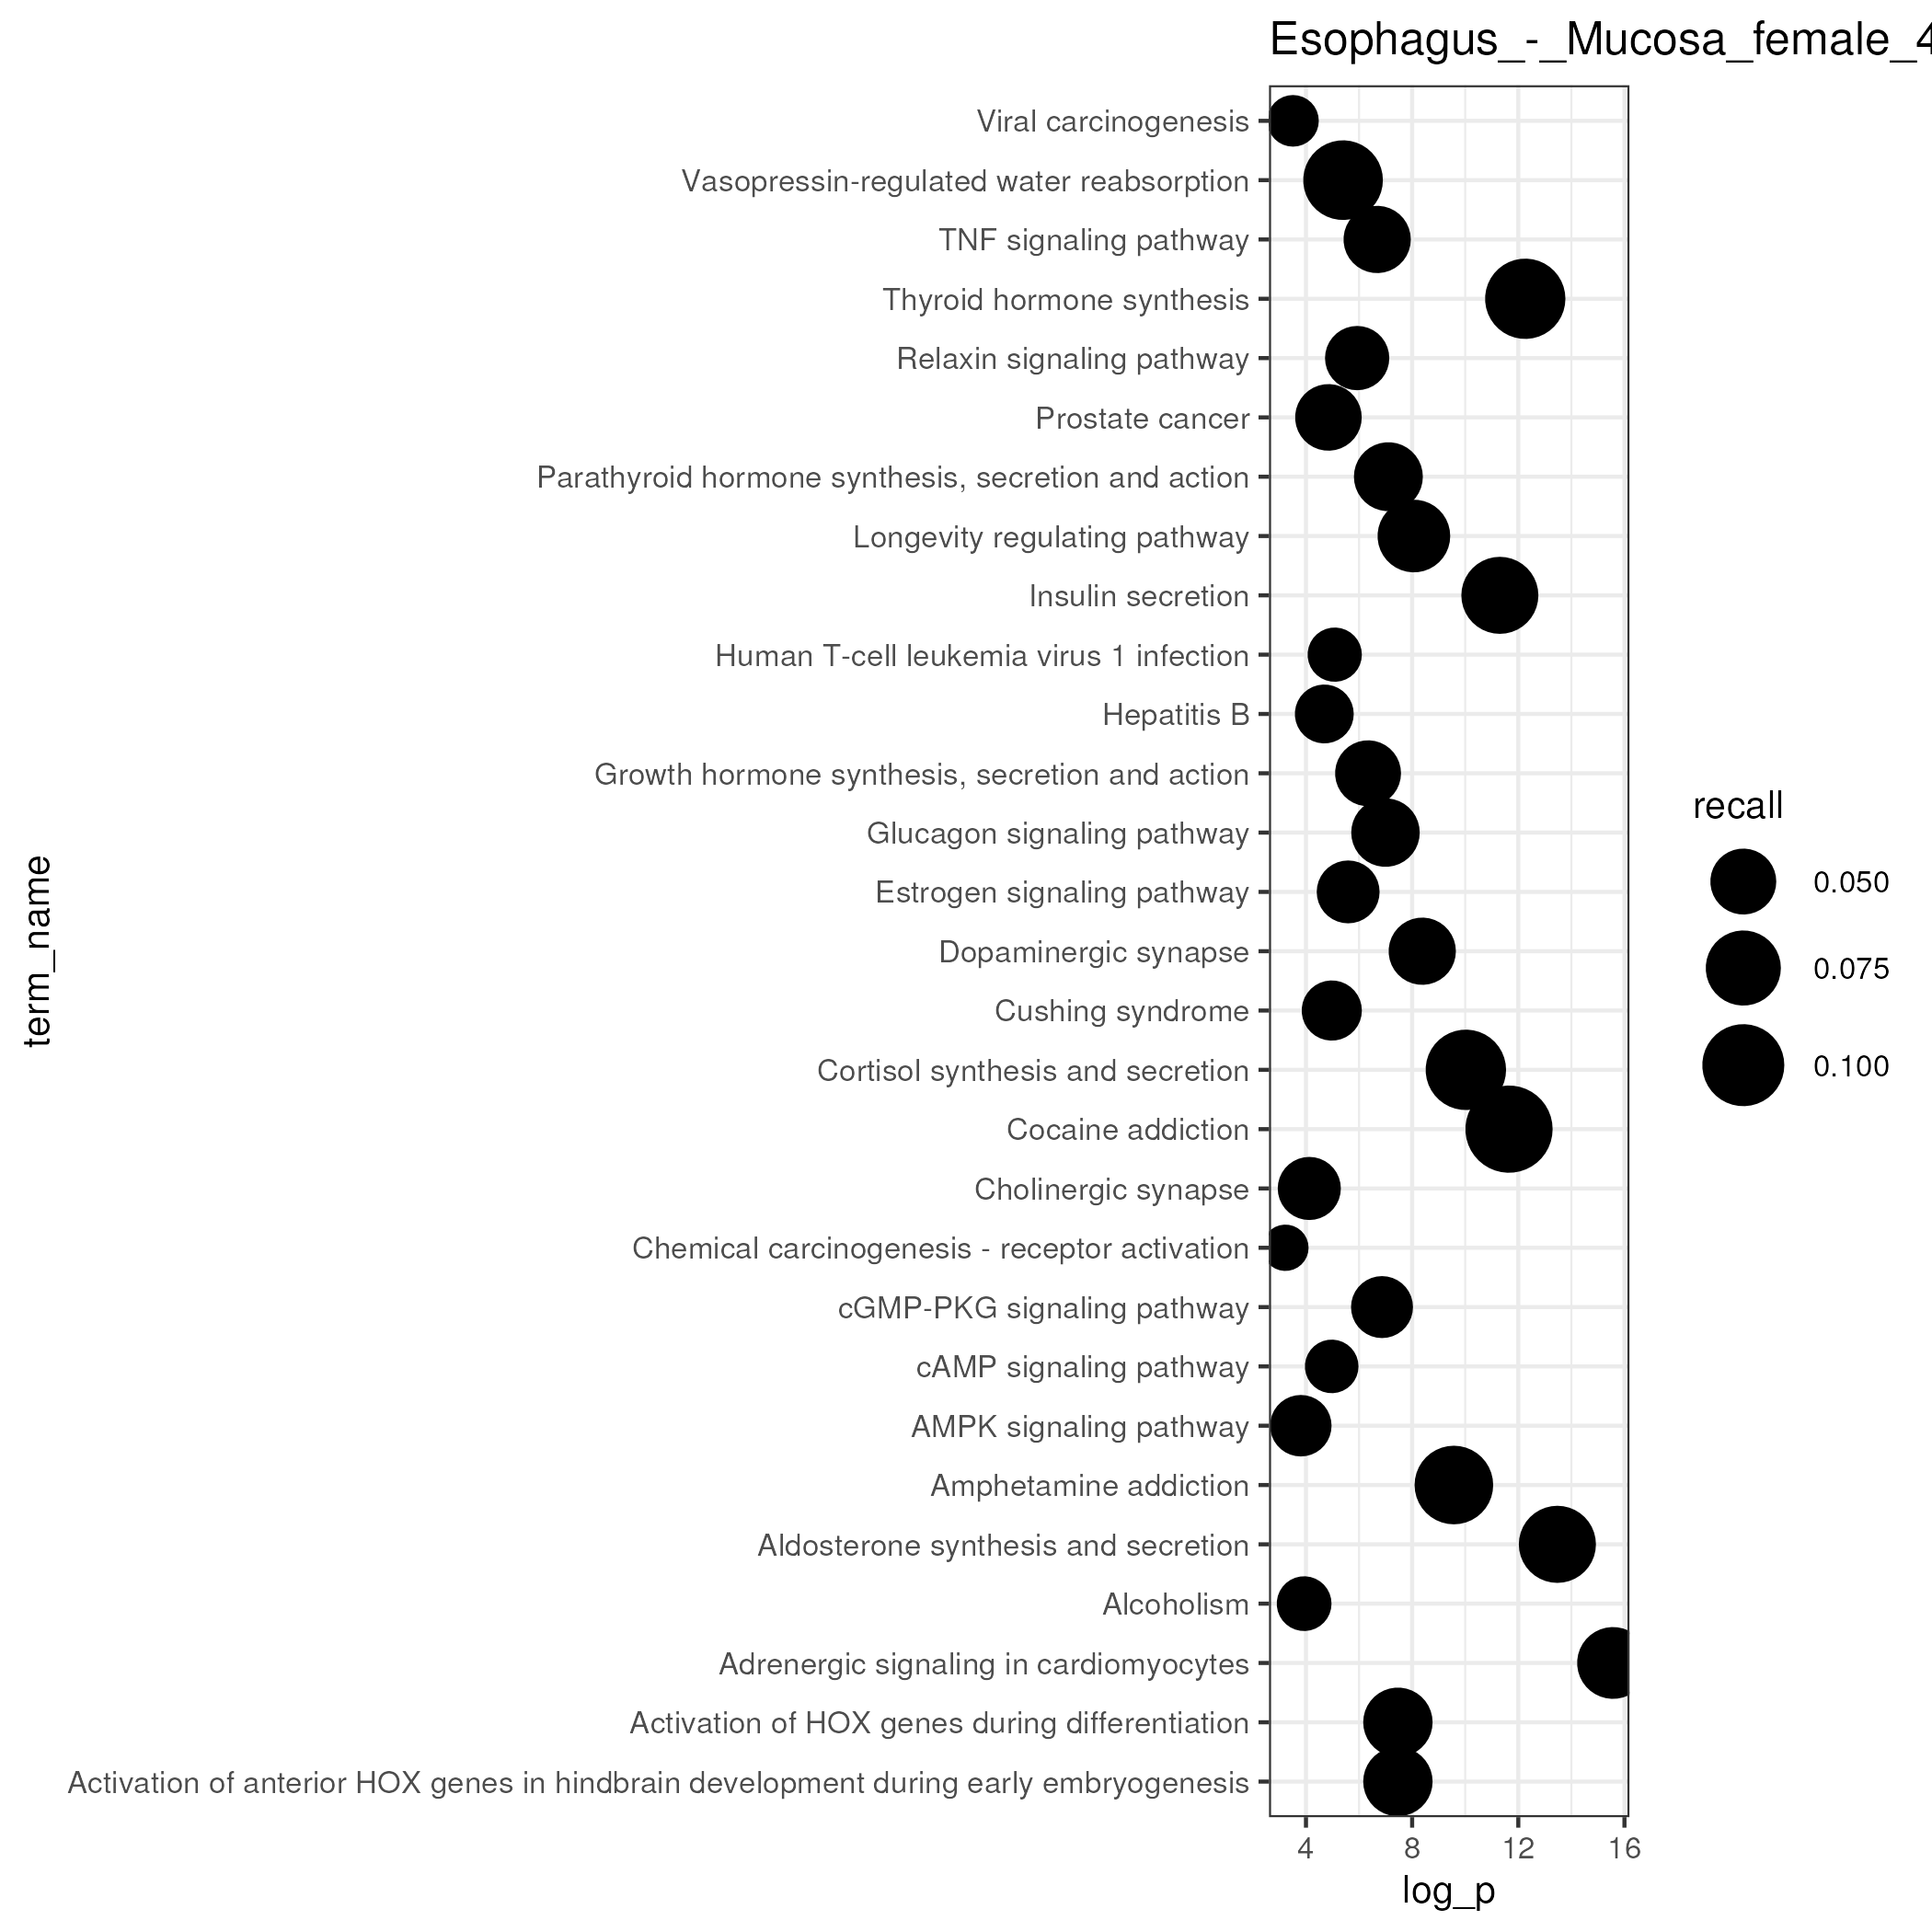 Esophagus_-_Mucosa_female_4
Viral carcinogenesis
Vasopressin-regulated water reabsorption
TNF signaling pathway
Thyroid hormone synthesis
Relaxin signaling pathway
Prostate cancer
Parathyroid hormone synthesis, secretion and action
Longevity regulating pathway
Insulin secretion
Human T-cell leukemia virus 1 infection
Hepatitis B
Growth hormone synthesis, secretion and action
Glucagon signaling pathway
Estrogen signaling pathway
Dopaminergic synapse
Cushing syndrome
Cortisol synthesis and secretion
Cocaine addiction
Cholinergic synapse
Chemical carcinogenesis - receptor activation
cGMP-PKG signaling pathway
cAMP signaling pathway
AMPK signaling pathway
Amphetamine addiction
Aldosterone synthesis and secretion
Alcoholism
Adrenergic signaling in cardiomyocytes
Activation of HOX genes during differentiation
Activation of anterior HOX genes in hindbrain development during early embryogenesis
term_name
4 8 12 16
log_p
recall
0.050
0.075
0.100